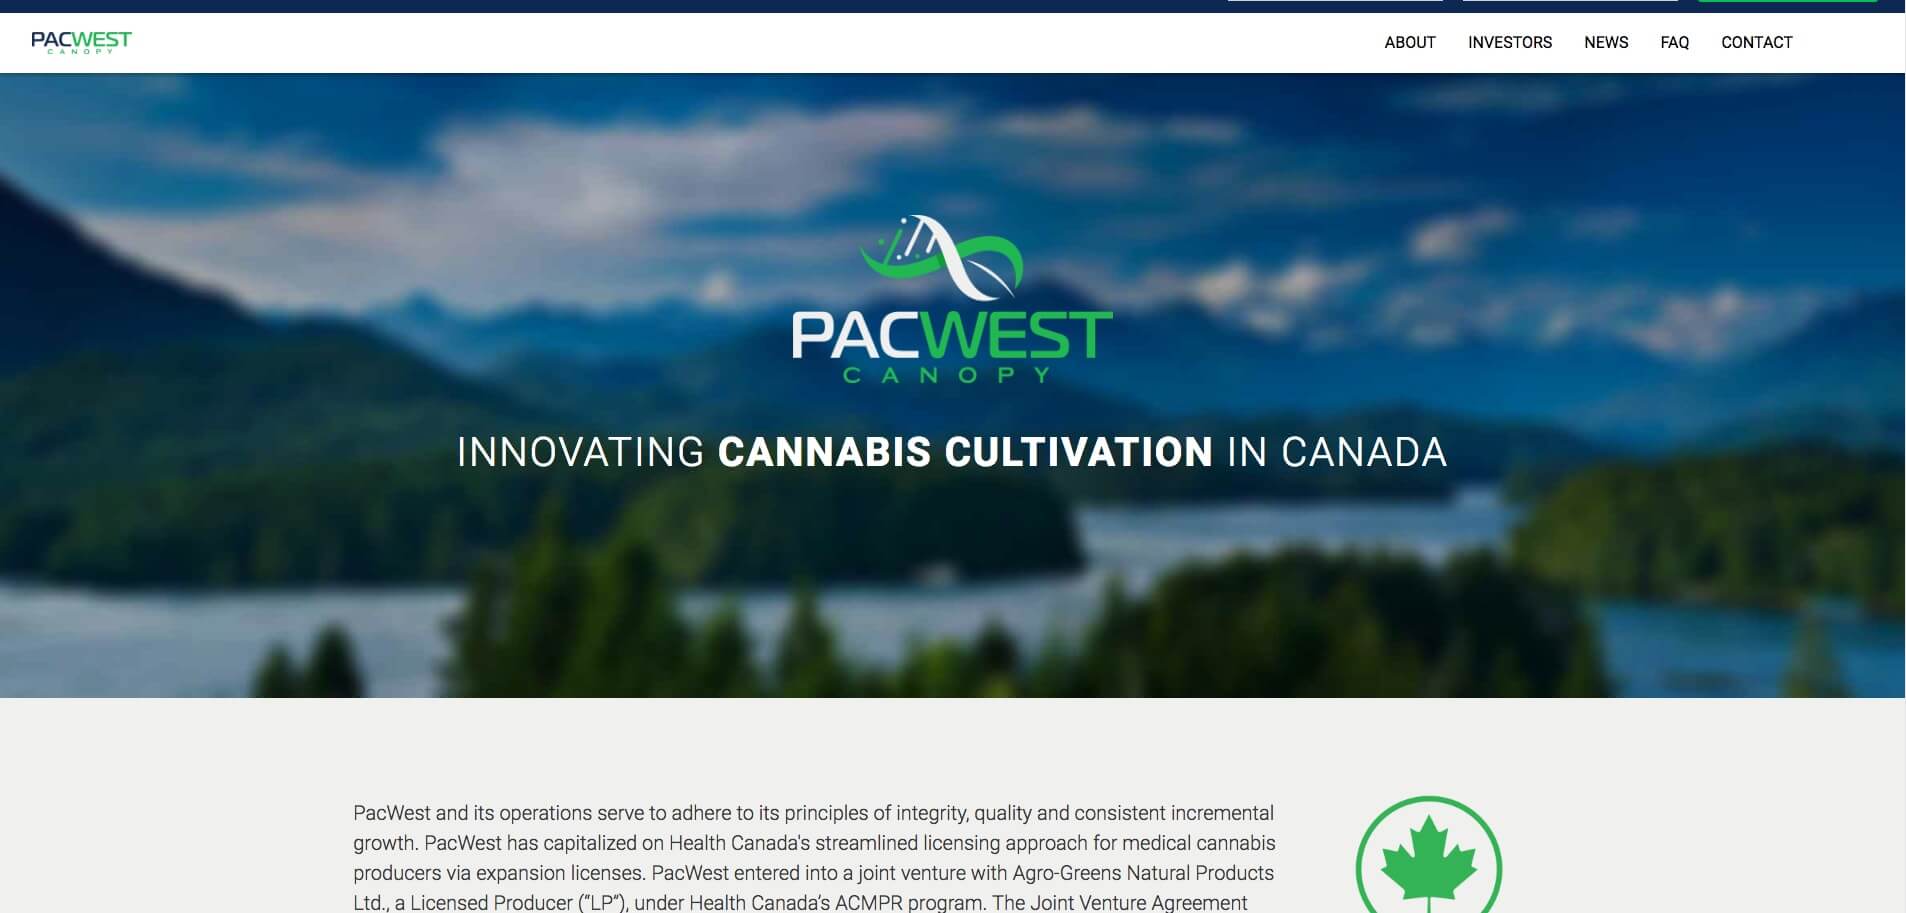 PACWEST
CANOPY
ABOUT
INVESTORS
NEWS
FAQ
CONTACT
PACWEST
CANOPY
INNOVATING CANNABIS CULTIVATION IN CANADA
PacWest and its operations serve to adhere to its principles of integrity, quality and consistent incremental
growth. PacWest has capitalized on Health Canada's streamlined licensing approach for medical cannabis
producers via expansion licenses. PacWest entered into a joint venture with Agro-Greens Natural Products
Ltd., a Licensed Producer (“LP”), under Health Canada’s ACMPR program. The Joint Venture Agreement